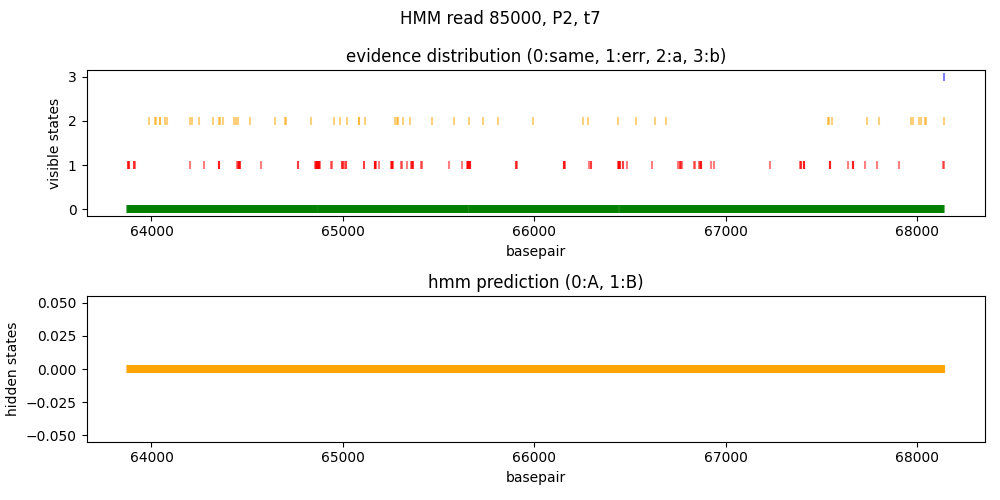 HMM read 85000, P2, t7
evidence distribution (0:same, 1:err, 2:a, 3:b)
visible states
3
2
1
0
64000 65000 66000 67000 68000
basepair
hmm prediction (0:A, 1:B)
hidden states
0.050
0.025
0.000
−0.025
−0.050
64000 65000 66000 67000 68000
basepair